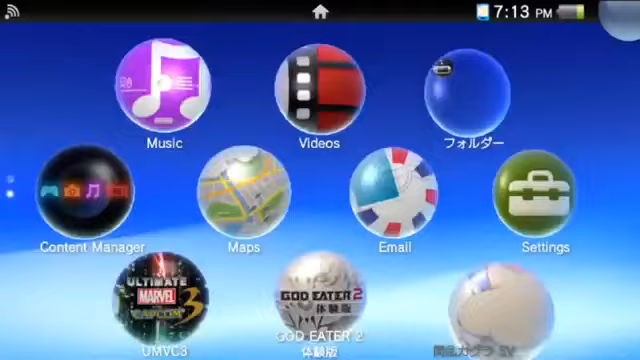 7:13 PM
Music
Videos
フォルダー
Content Manager
Maps
Email
Settings
ULTIMATE
MARVEL
CAPCOM 3
UMVC3
GOD EATER 2
体験版
GOD EATER 2
体験版